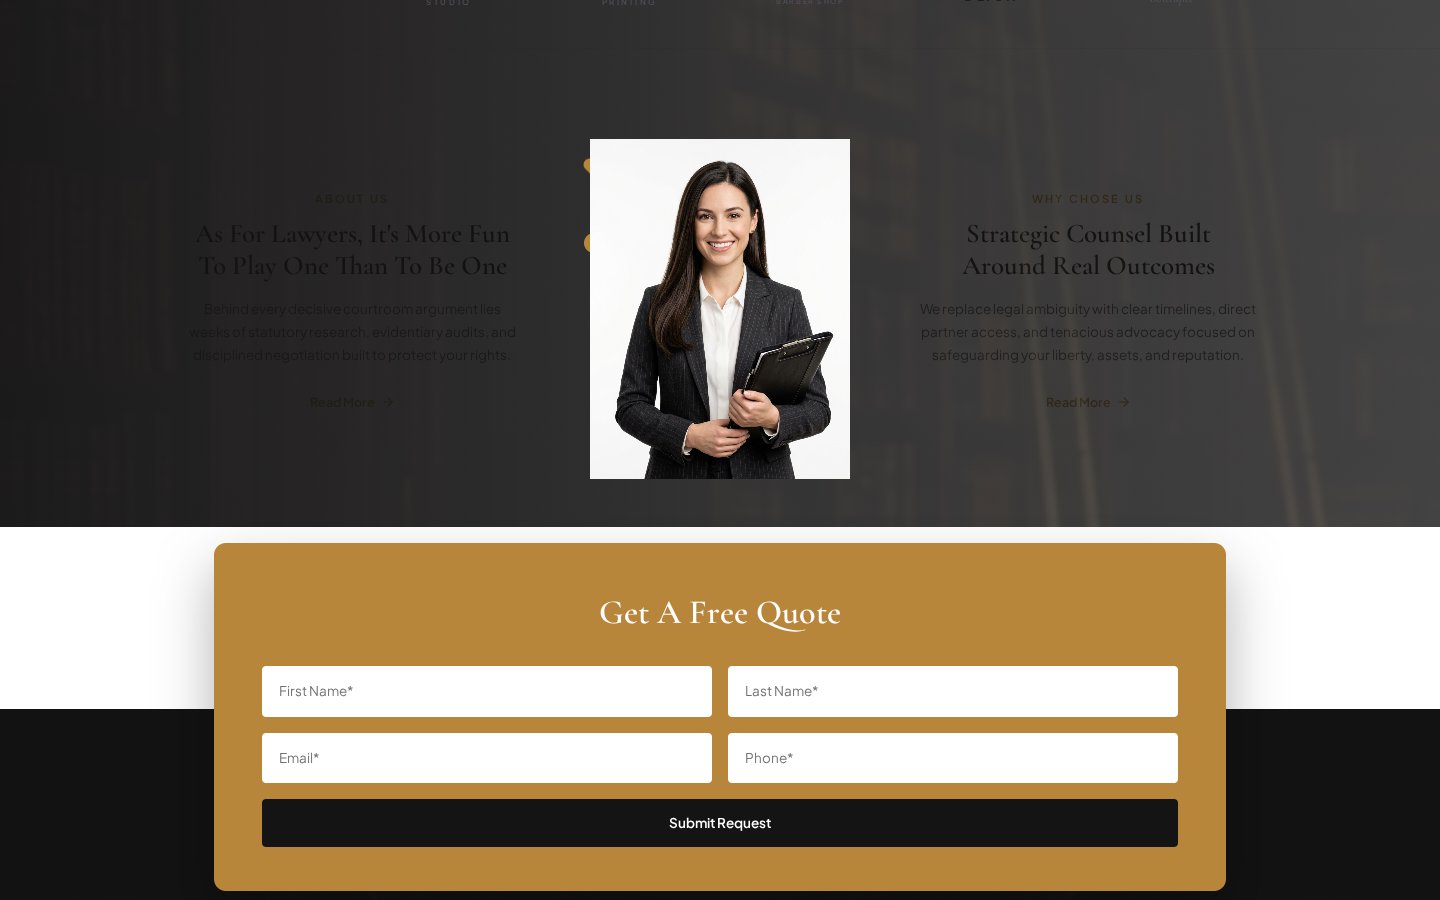 STUDIO
PRINTING
BARBER SHOP
ABOUT US
As For Lawyers, It's More Fun
To Play One Than To Be One
Behind every decisive courtroom argument lies
weeks of statutory research, evidentiary audits, and
disciplined negotiation built to protect your rights.
Read More
WHY CHOSE US
Strategic Counsel Built
Around Real Outcomes
We replace legal ambiguity with clear timelines, direct
partner access, and tenacious advocacy focused on
safeguarding your liberty, assets, and reputation.
Read More
Get A Free Quote
First Name*
Last Name*
Email*
Phone*
Submit Request